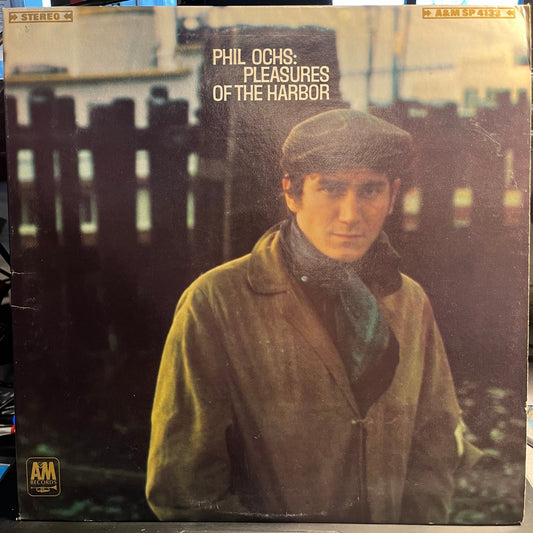 STEREO
A&M SP 4133
PHIL OCHS:
PLEASURES
OF THE HARBOR
A&M
RECORDS